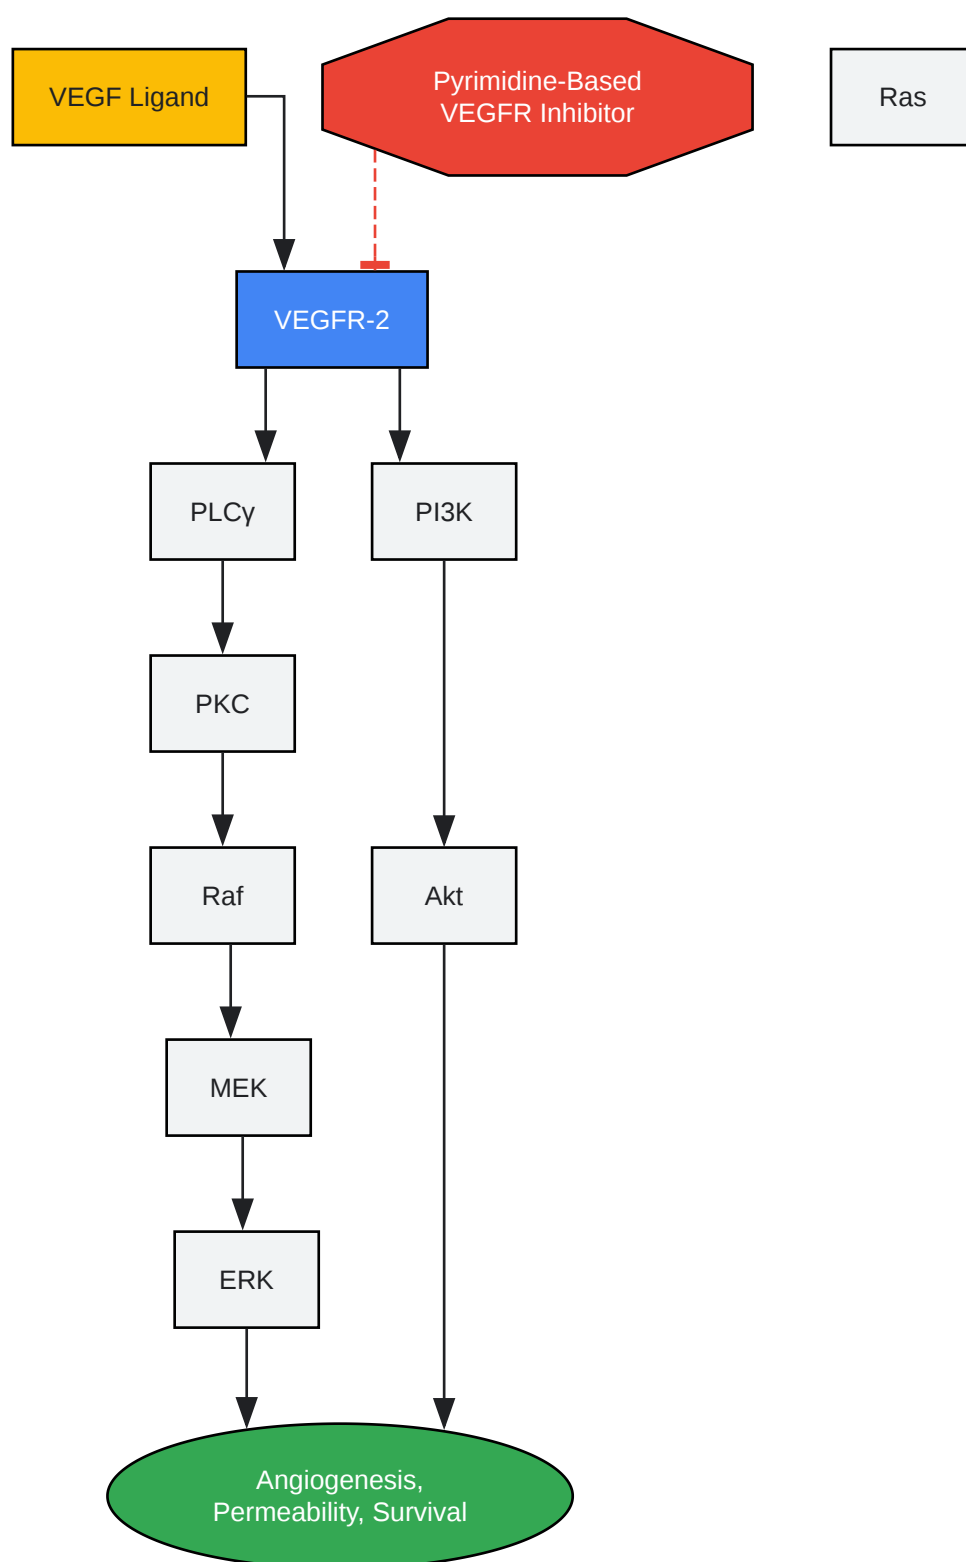 VEGF Ligand
Pyrimidine-Based
VEGFR Inhibitor
Ras
VEGFR-2
PLCγ
PI3K
PKC
Raf
Akt
MEK
ERK
Angiogenesis,
Permeability, Survival